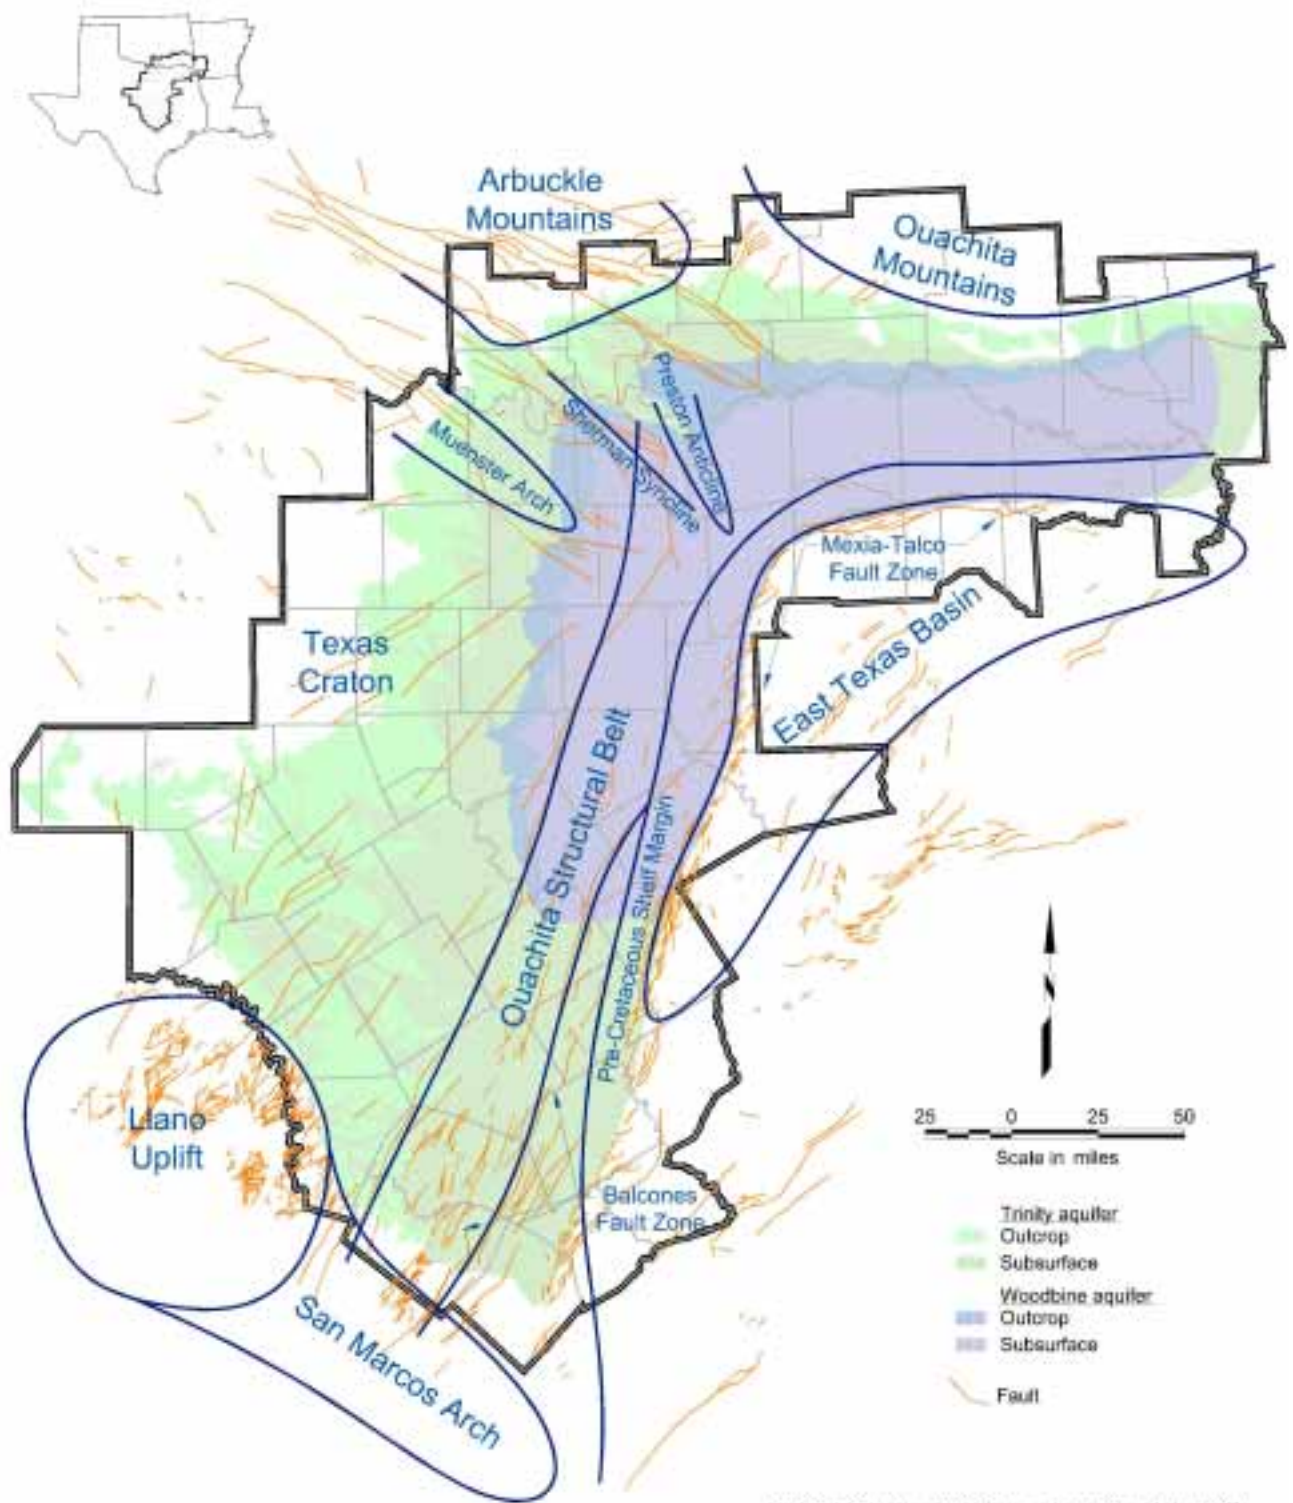 Arbuckle
Mountains
Ouachita
Mountains
Preston Anticline
Sherman Syncline
Muenster Arch
Mexia-Talco
Fault Zone
Texas
Craton
East Texas Basin
Ouachita Structural Belt
Pre-Cretaceous Shelf Margin
Llano
Uplift
Balcones
Fault Zone
San Marcos Arch
N
25 0 25 50
Scale in miles
Trinity aquifer
Outcrop
Subsurface
Woodbine aquifer
Outcrop
Subsurface
Fault